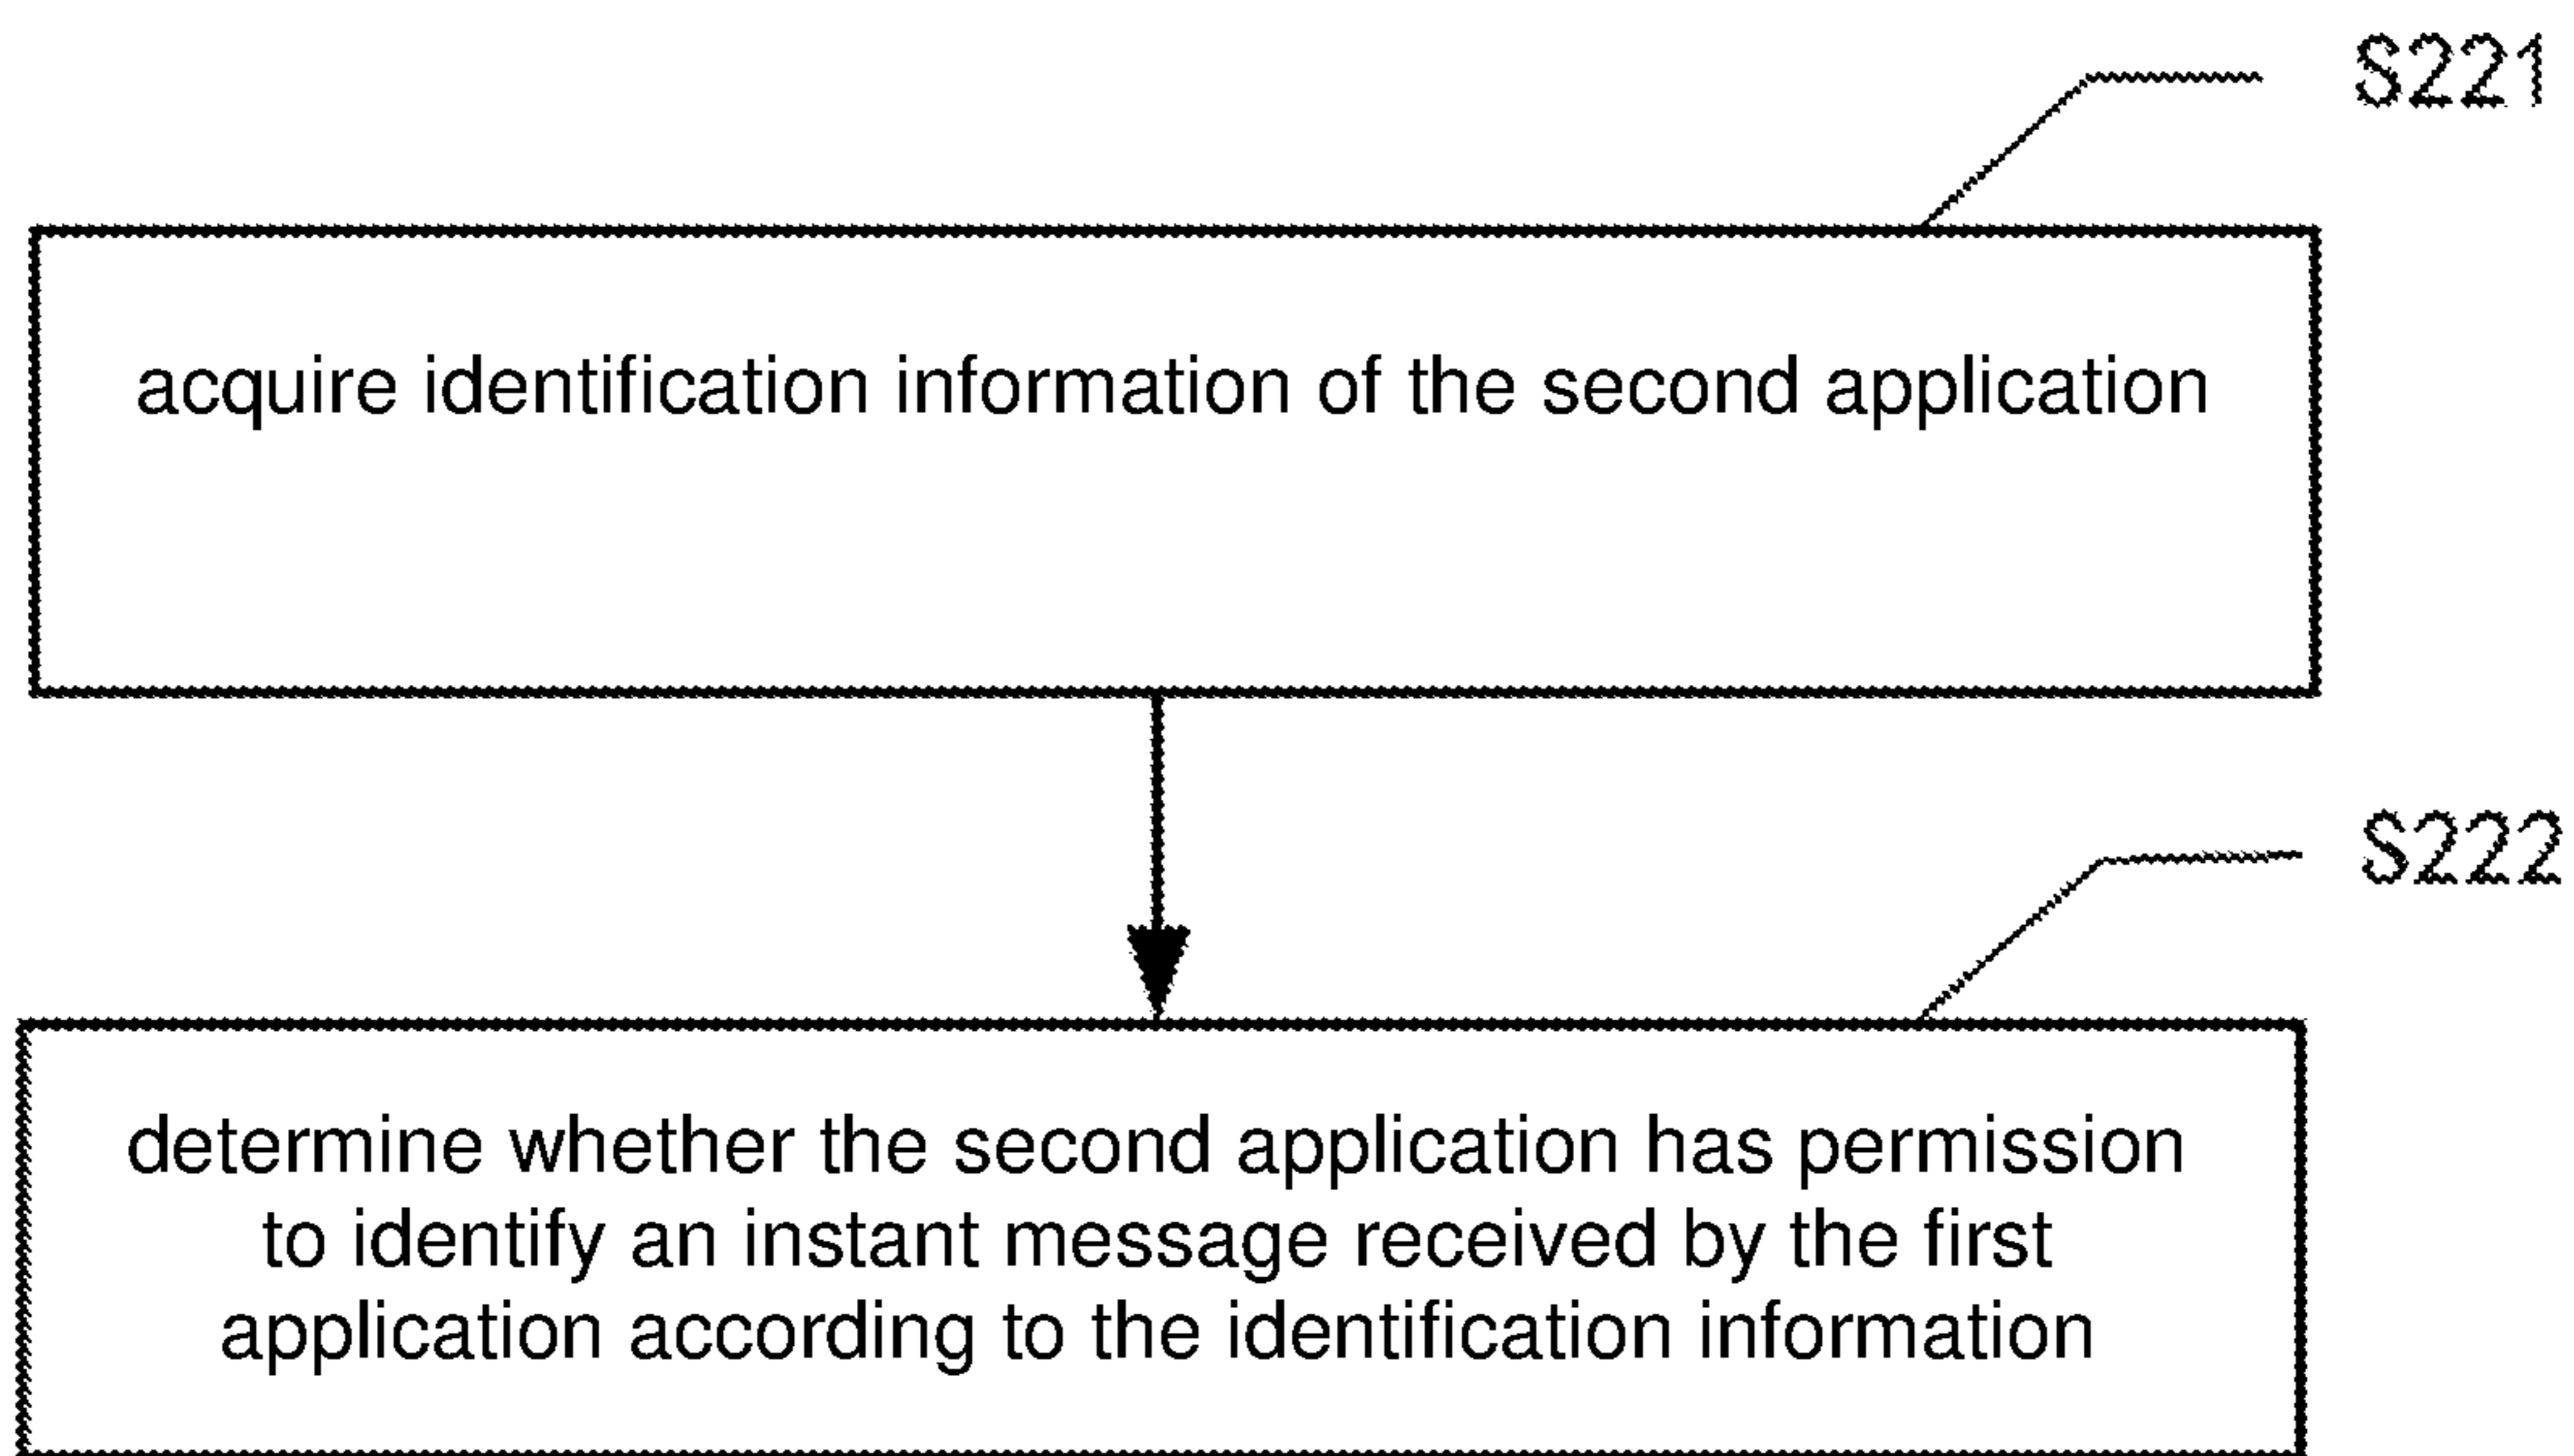 S221
acquire identification information of the second application
S222
determine whether the second application has permission
to identify an instant message received by the first
application according to the identification information